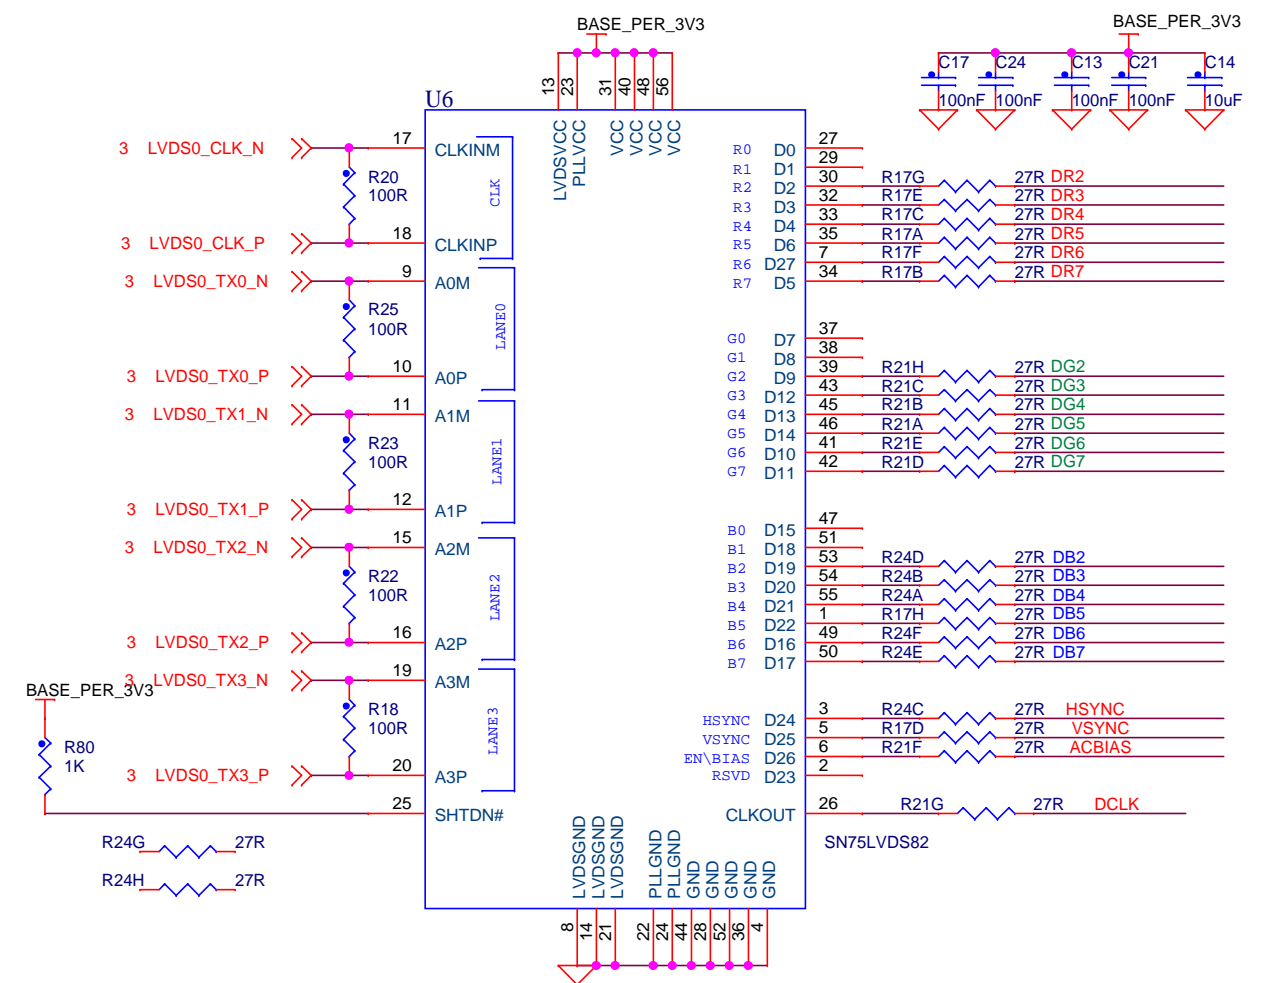 BASE_PER_3V3
BASE_PER_3V3
13
23
31
40
48
56
C17
100nF
C24
100nF
C13
100nF
C21
100nF
C14
10uF
U6
LVDSVCC
PLLVCC
VCC
VCC
VCC
VCC
3 LVDS0_CLK_N 17 CLKINM
R20
100R
CLK
3 LVDS0_CLK_P 18 CLKINP
3 LVDS0_TX0_N 9 A0M
R25
100R
LANE0
3 LVDS0_TX0_P 10 A0P
3 LVDS0_TX1_N 11 A1M
R23
100R
LANE1
3 LVDS0_TX1_P 12 A1P
3 LVDS0_TX2_N 15 A2M
R22
100R
LANE2
3 LVDS0_TX2_P 16 A2P
3 LVDS0_TX3_N 19 A3M
BASE_PER_3V3
R18
100R
LANE3
R80
1K
3 LVDS0_TX3_P 20 A3P
25 SHTDN#
R24G 27R
R24H 27R
R0 D0 27
R1 D1 29
R2 D2 30 R17G 27R DR2
R3 D3 32 R17E 27R DR3
R4 D4 33 R17C 27R DR4
R5 D6 35 R17A 27R DR5
R6 D27 7 R17F 27R DR6
R7 D5 34 R17B 27R DR7
G0 D7 37
G1 D8 38
G2 D9 39 R21H 27R DG2
G3 D12 43 R21C 27R DG3
G4 D13 45 R21B 27R DG4
G5 D14 46 R21A 27R DG5
G6 D10 41 R21E 27R DG6
G7 D11 42 R21D 27R DG7
B0 D15 47
B1 D18 51
B2 D19 53 R24D 27R DB2
B3 D20 54 R24B 27R DB3
B4 D21 55 R24A 27R DB4
B5 D22 1 R17H 27R DB5
B6 D16 49 R24F 27R DB6
B7 D17 50 R24E 27R DB7
HSYNC D24 3 R24C 27R HSYNC
VSYNC D25 5 R17D 27R VSYNC
EN\BIAS D26 6 R21F 27R ACBIAS
RSVD D23 2
CLKOUT 26 R21G 27R DCLK
SN75LVDS82
LVDSGND
LVDSGND
LVDSGND
PLLGND
PLLGND
GND
GND
GND
GND
GND
8
14
21
22
24
44
28
52
36
4